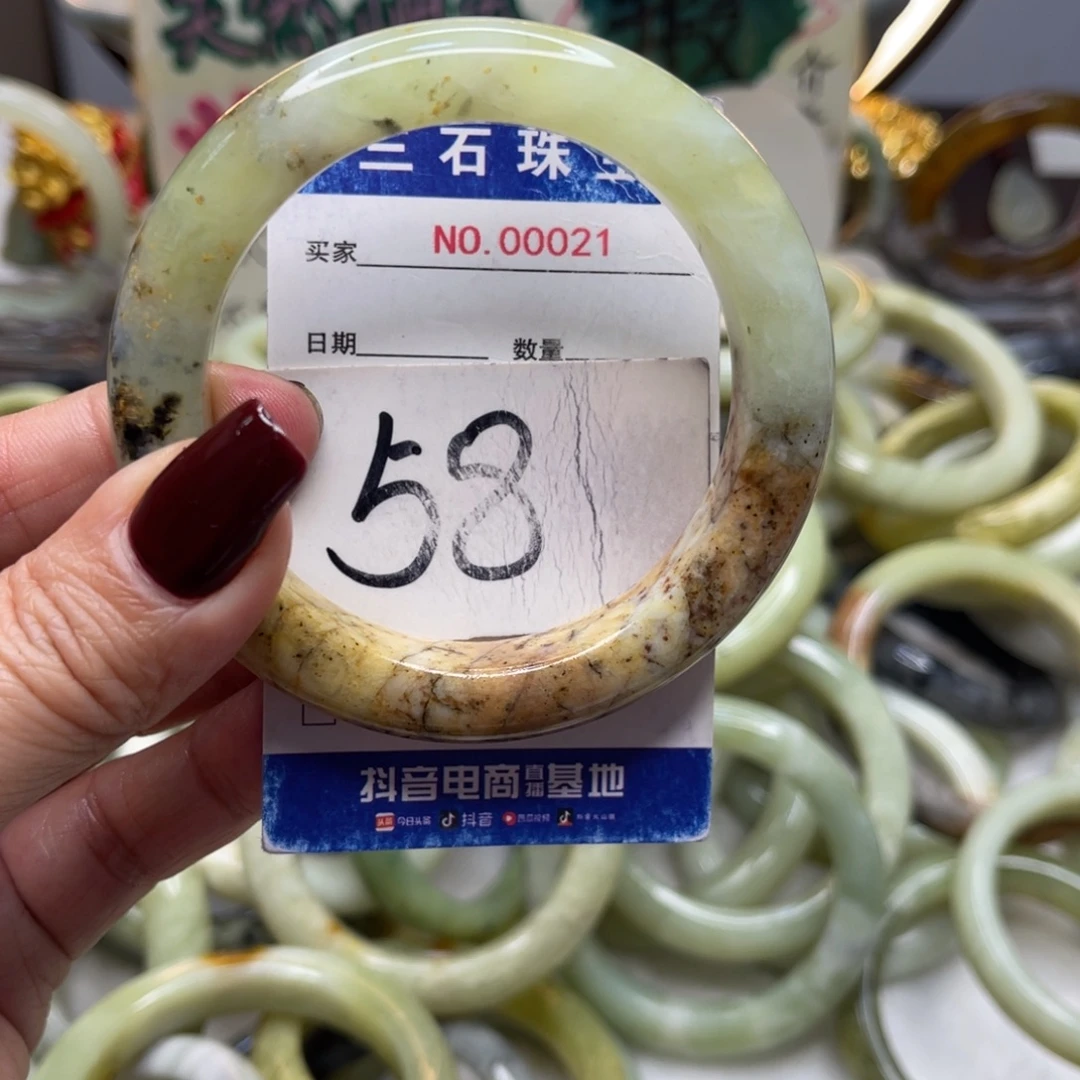 三石珠宝
买家 NO.00021
日期 数量
58
抖音电商直播基地
今日头条 抖音 西瓜视频